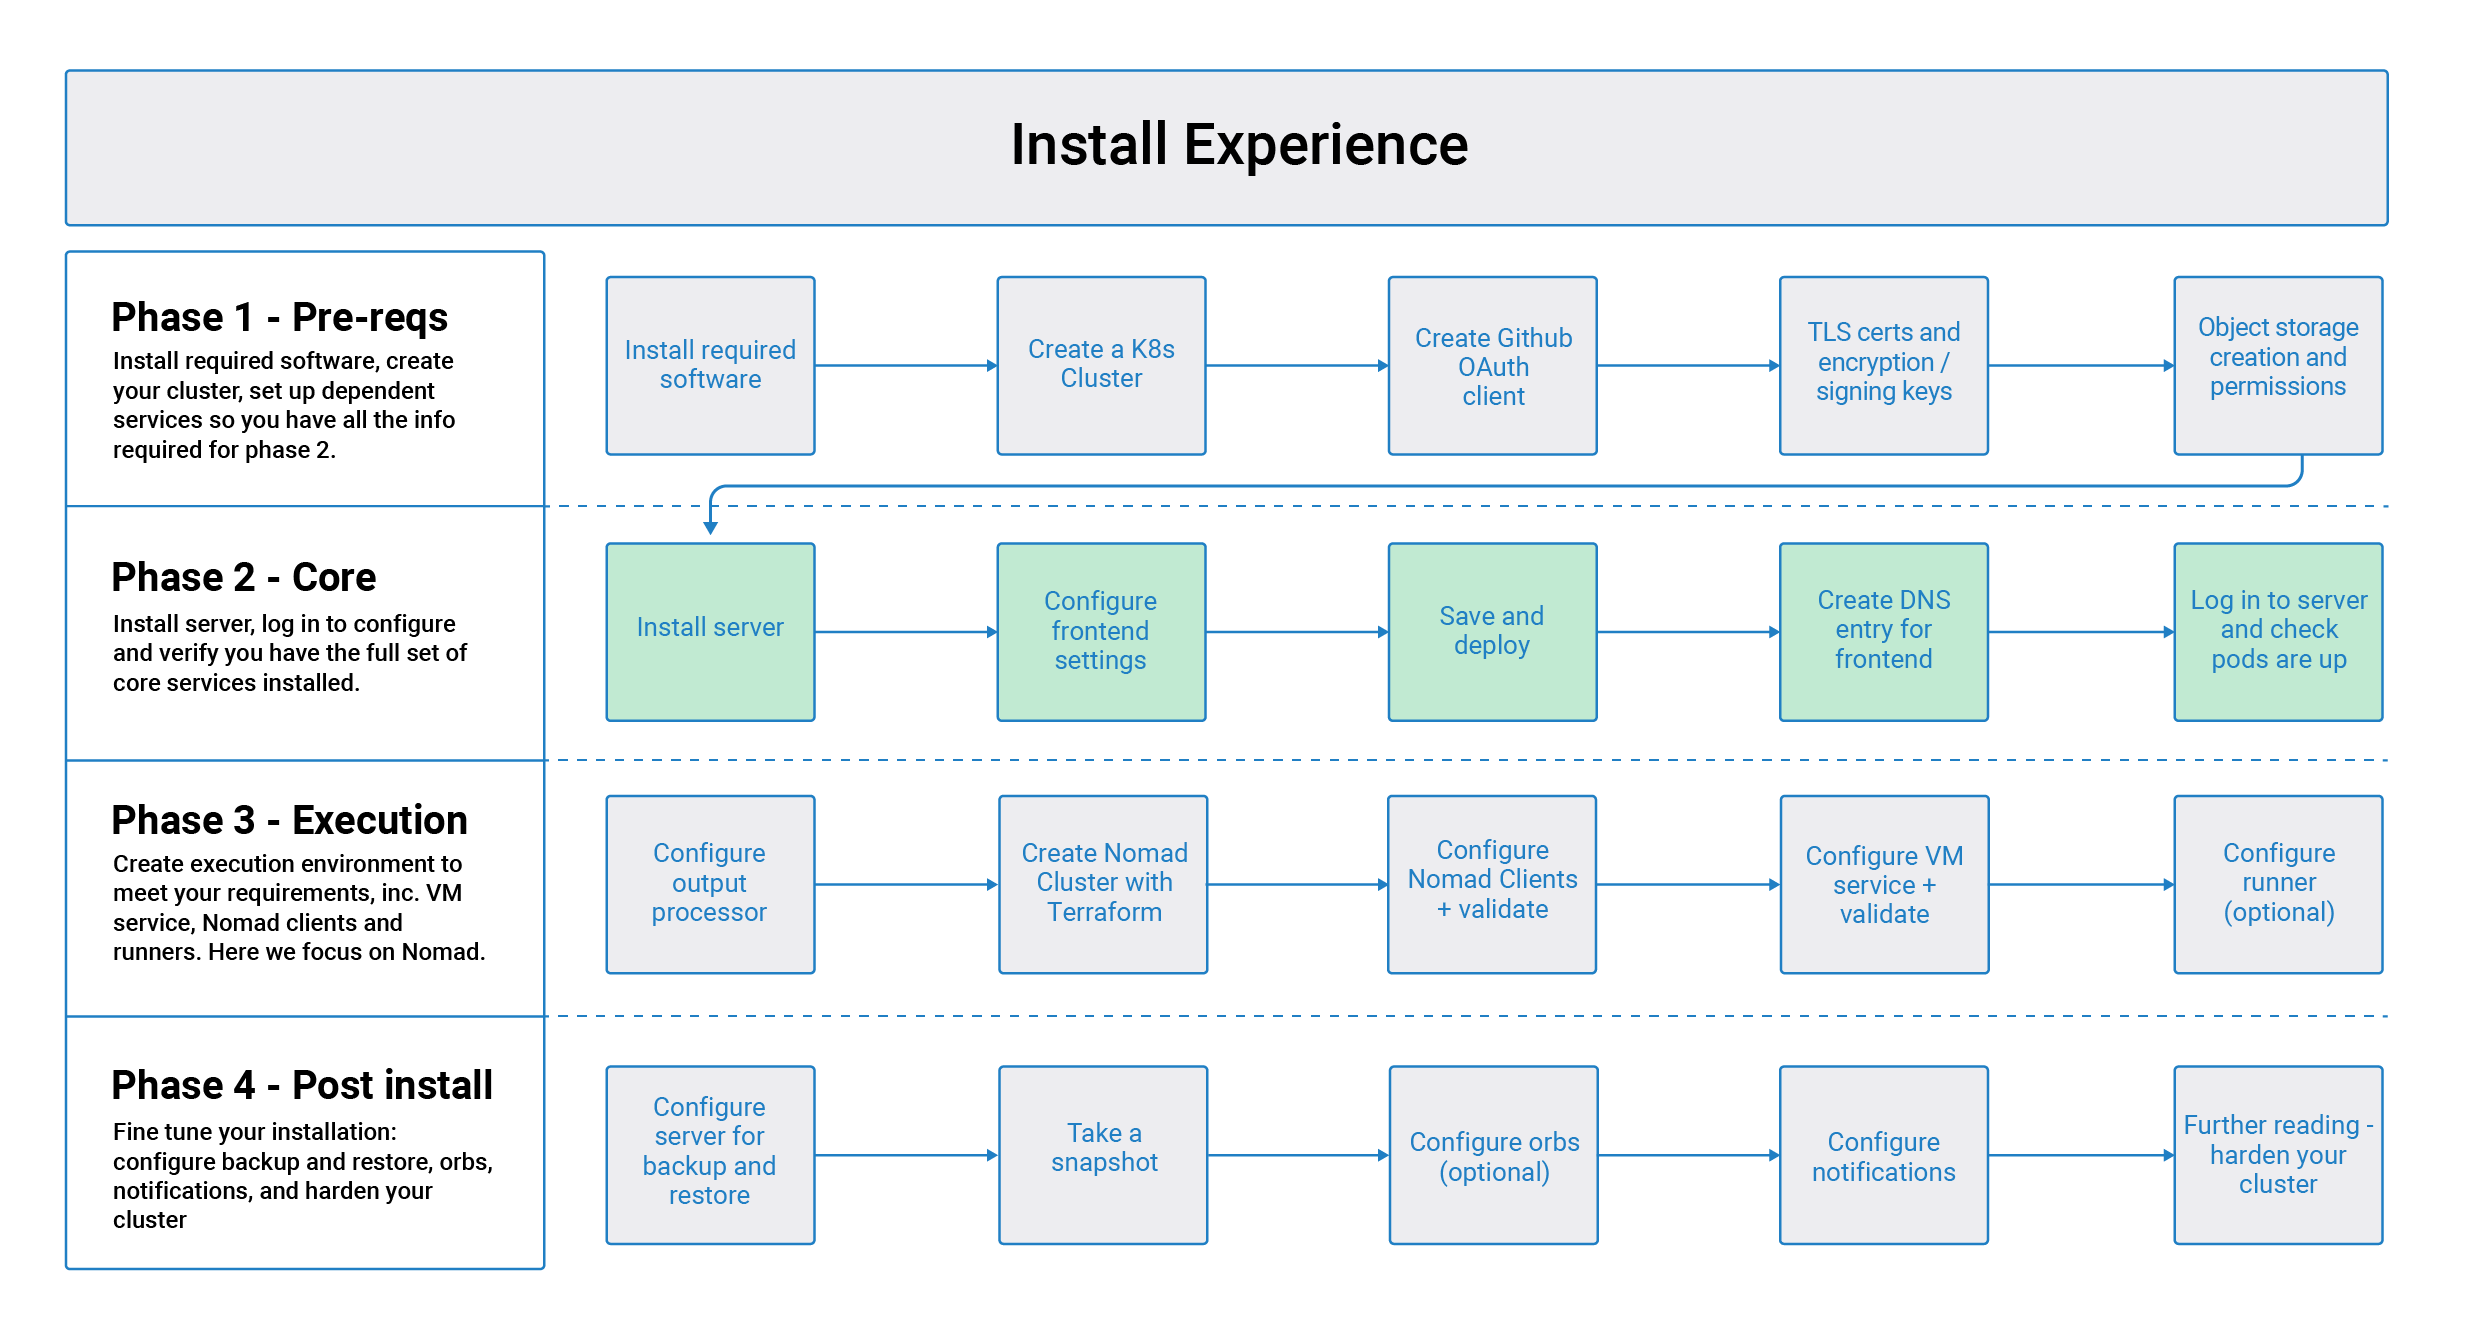 Install Experience
Phase 1 - Pre-reqs
Install required software, create
your cluster, set up dependent
services so you have all the info
required for phase 2.
Install required
software
Create a K8s
Cluster
Create Github
OAuth
client
TLS certs and
encryption /
signing keys
Object storage
creation and
permissions
Phase 2 - Core
Install server, log in to configure
and verify you have the full set of
core services installed.
Install server
Configure
frontend
settings
Save and
deploy
Create DNS
entry for
frontend
Log in to server
and check
pods are up
Phase 3 - Execution
Create execution environment to
meet your requirements, inc. VM
service, Nomad clients and
runners. Here we focus on Nomad.
Configure
output
processor
Create Nomad
Cluster with
Terraform
Configure
Nomad Clients
+ validate
Configure VM
service +
validate
Configure
runner
(optional)
Phase 4 - Post install
Fine tune your installation:
configure backup and restore, orbs,
notifications, and harden your
cluster
Configure
server for
backup and
restore
Take a
snapshot
Configure orbs
(optional)
Configure
notifications
Further reading -
harden your
cluster